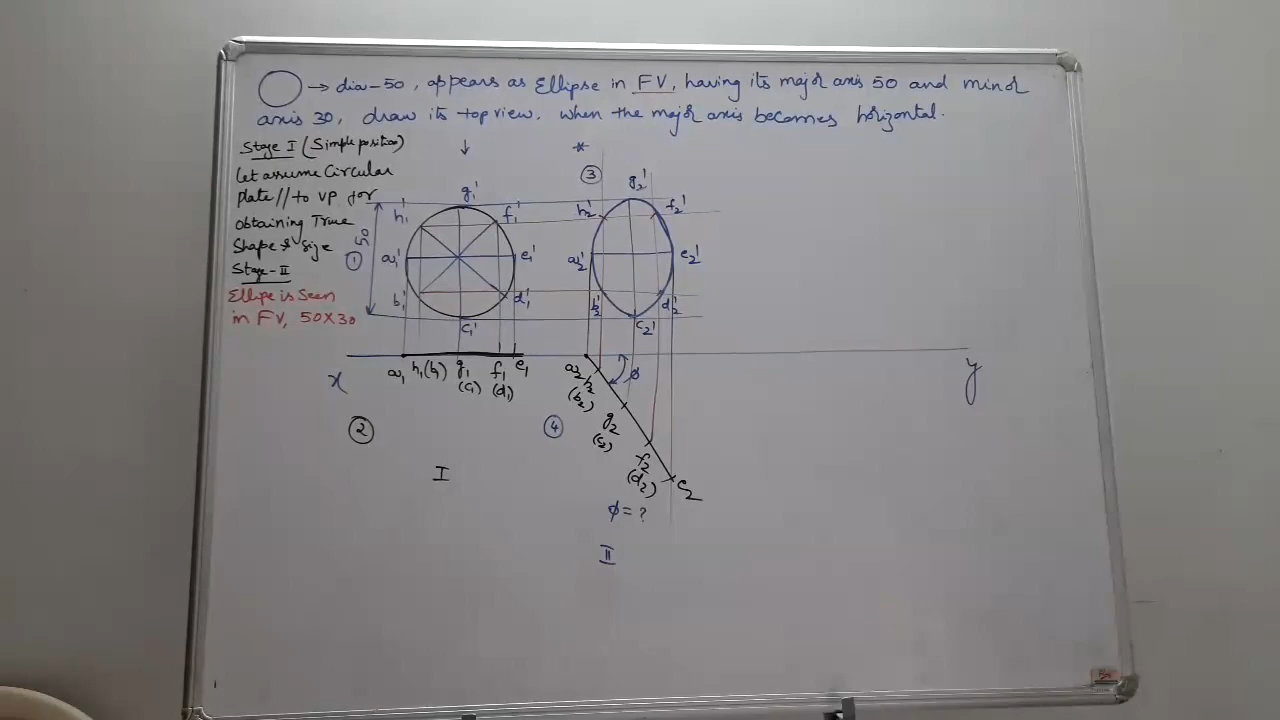 → dia-50, appears as Ellipse in FV, having its major axis 50 and minor
axis 30, draw its top view. when the major axis becomes horizontal.
Stage I (Simple position)
Let assume Circular
plate // to VP for
obtaining True
Shape & Size
Stage-II
Ellipe is Seen
in FV, 50X30
①
50
g₁'
h₁'
f₁'
a₁'
e₁'
b₁'
d₁'
c₁'
③
g₂'
h₂'
f₂'
a₂'
e₂'
b₂'
d₂'
c₂'
x
y
a₁ h₁(b₁) g₁ f₁ e₁
(c₁) (d₁)
②
I
④
a₂
h₂
(b₂)
g₂
(c₂)
f₂
(d₂)
e₂
φ
φ = ?
II